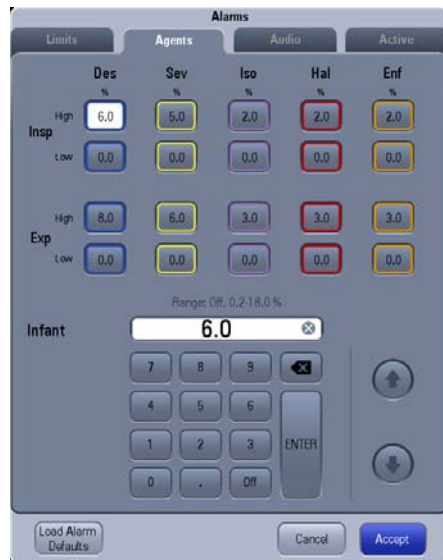 Alarms
Limits Agents Audio Active
Des Sev Iso Hal Enf
% % % % %
High 6.0 5.0 2.0 2.0 2.0
Insp
Low 0.0 0.0 0.0 0.0 0.0
High 8.0 6.0 3.0 3.0 3.0
Exp
Low 0.0 0.0 0.0 0.0 0.0
Range: Off, 0.2-18.0 %
Infant 6.0
7 8 9
4 5 6
1 2 3 ENTER
0 . Off
Load Alarm
Defaults
Cancel Accept